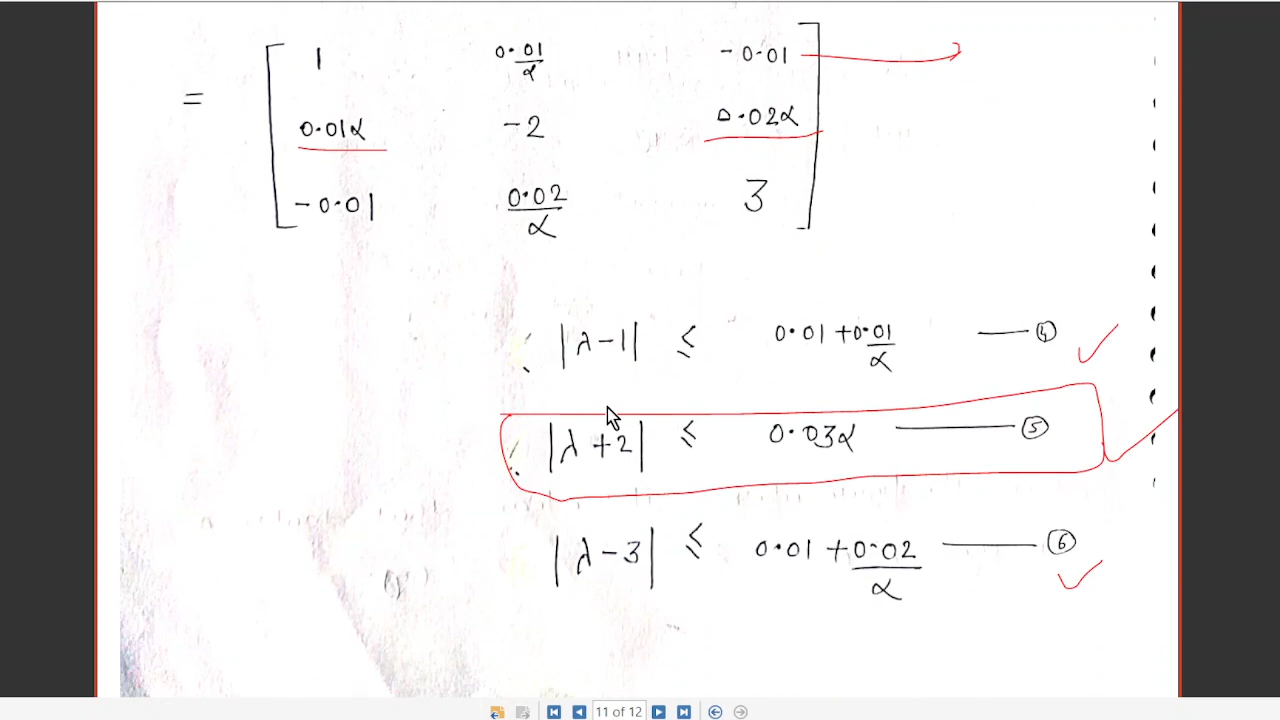 = [ 1 0.01/α -0.01 ]
[ 0.01α -2 0.02α ]
[ -0.01 0.02/α 3 ]
∴ |λ-1| ≤ 0.01 + 0.01/α —— ④
∴ |λ+2| ≤ 0.03α —— ⑤
|λ-3| ≤ 0.01 + 0.02/α —— ⑥
11 of 12